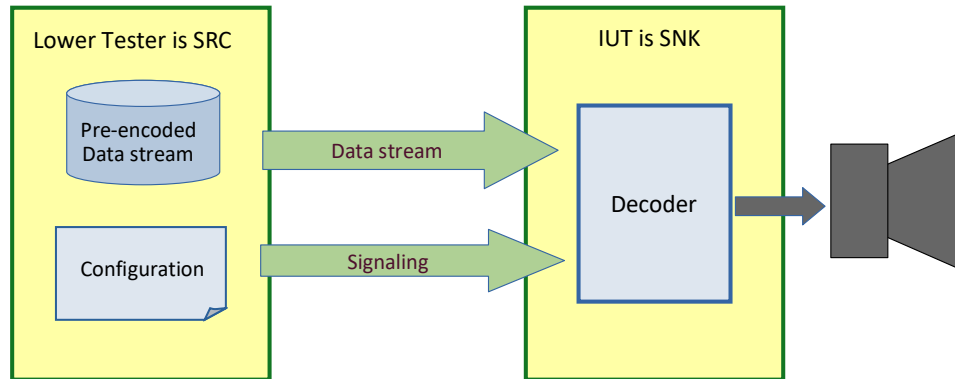 Lower Tester is SRC
IUT is SNK
Pre-encoded
Data stream
Data stream
Decoder
Configuration
Signaling